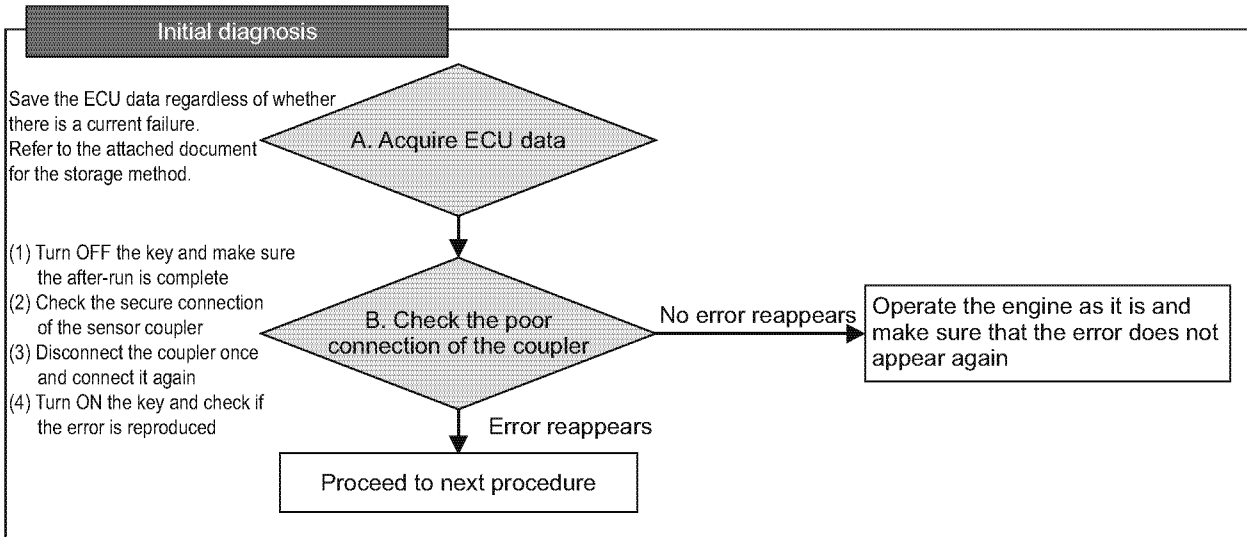 Initial diagnosis
Save the ECU data regardless of whether
there is a current failure.
Refer to the attached document
for the storage method.
A. Acquire ECU data
(1) Turn OFF the key and make sure
the after-run is complete
(2) Check the secure connection
of the sensor coupler
(3) Disconnect the coupler once
and connect it again
(4) Turn ON the key and check if
the error is reproduced
B. Check the poor
connection of the coupler
No error reappears
Operate the engine as it is and
make sure that the error does not
appear again
Error reappears
Proceed to next procedure